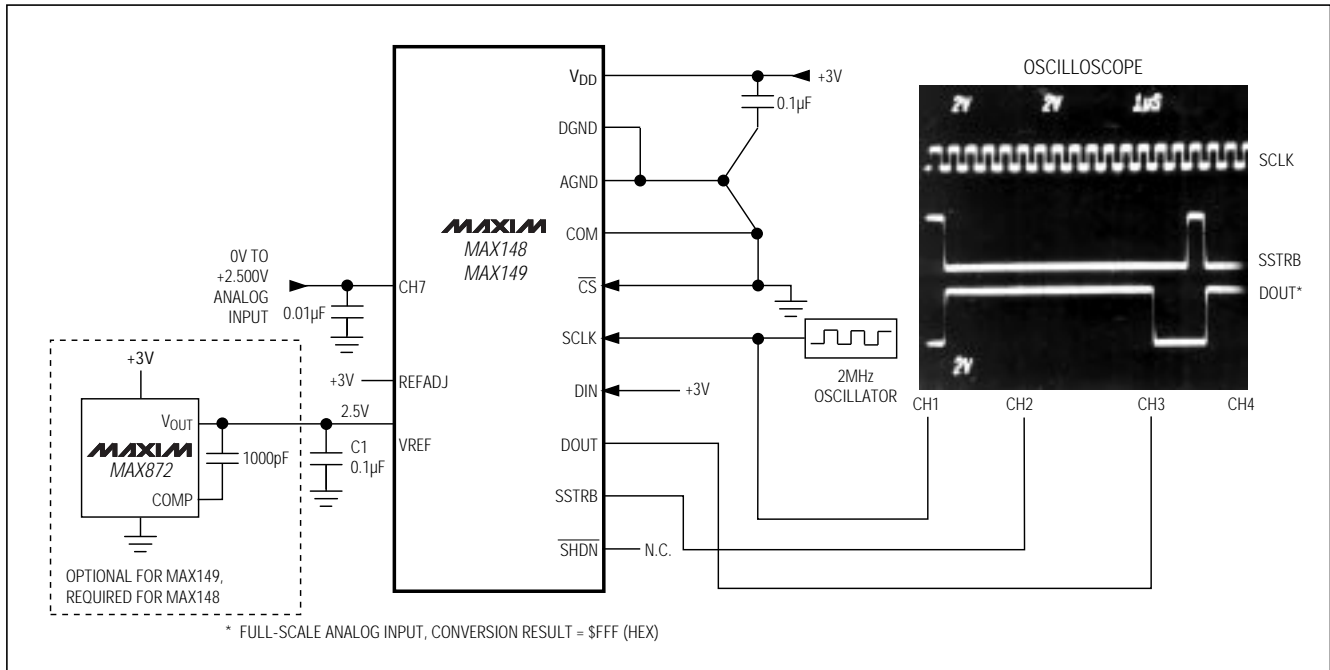 OSCILLOSCOPE
2V 2V 1µS
SCLK
SSTRB
DOUT*
2V
CH1 CH2 CH3 CH4
VDD
+3V
0.1µF
DGND
AGND
MAXIM
MAX148
MAX149
COM
0V TO
+2.500V
ANALOG
INPUT
CH7
CS
0.01µF
SCLK
2MHz
OSCILLATOR
+3V
REFADJ
DIN
+3V
+3V
VOUT
MAXIM
MAX872
COMP
1000pF
2.5V
VREF
C1
0.1µF
DOUT
SSTRB
SHDN
N.C.
OPTIONAL FOR MAX149,
REQUIRED FOR MAX148
* FULL-SCALE ANALOG INPUT, CONVERSION RESULT = $FFF (HEX)